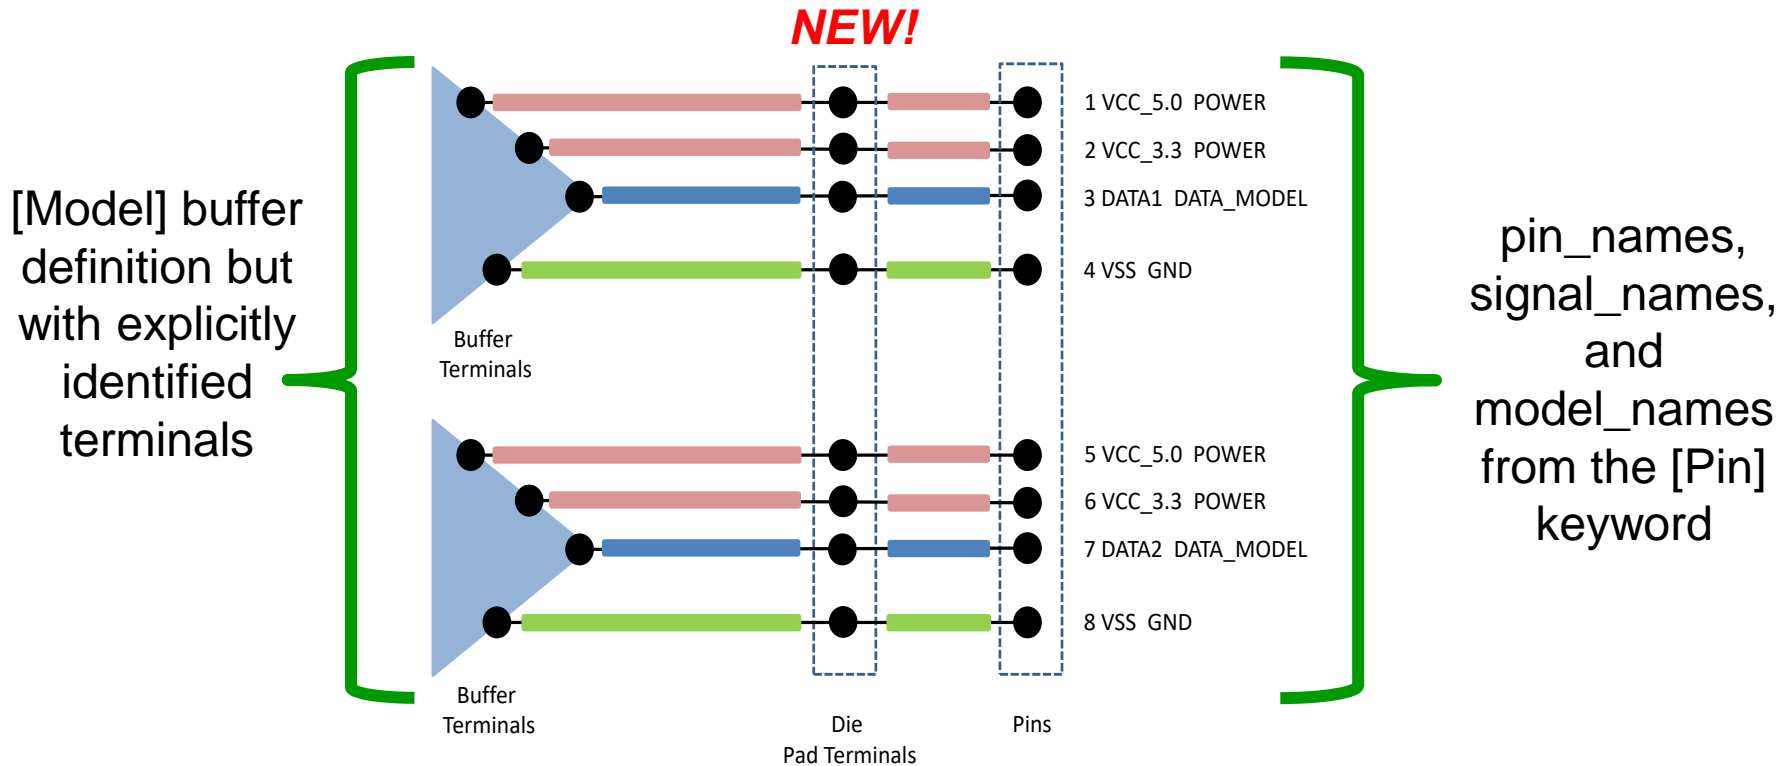 NEW!
[Model] buffer
definition but
with explicitly
identified
terminals
1 VCC_5.0 POWER
2 VCC_3.3 POWER
3 DATA1 DATA_MODEL
4 VSS GND
Buffer
Terminals
5 VCC_5.0 POWER
6 VCC_3.3 POWER
7 DATA2 DATA_MODEL
8 VSS GND
Buffer
Terminals
Die
Pad Terminals
Pins
pin_names,
signal_names,
and
model_names
from the [Pin]
keyword